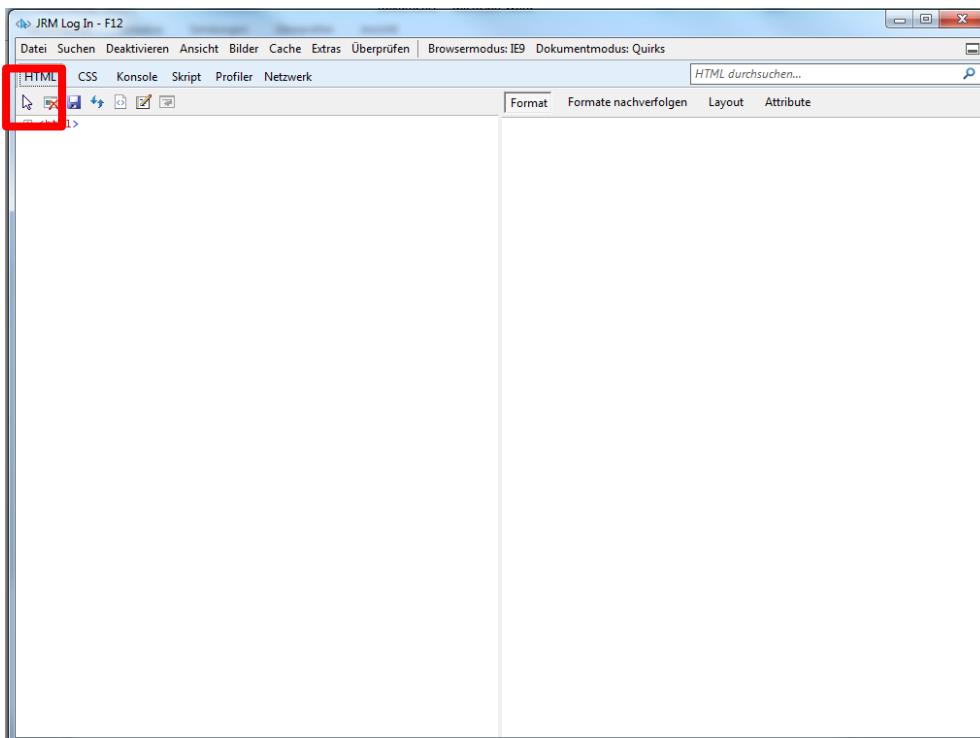 JRM Log In - F12
Datei Suchen Deaktivieren Ansicht Bilder Cache Extras Überprüfen Browsermodus: IE9 Dokumentmodus: Quirks
HTML CSS Konsole Skript Profiler Netzwerk HTML durchsuchen...
Format Formate nachverfolgen Layout Attribute